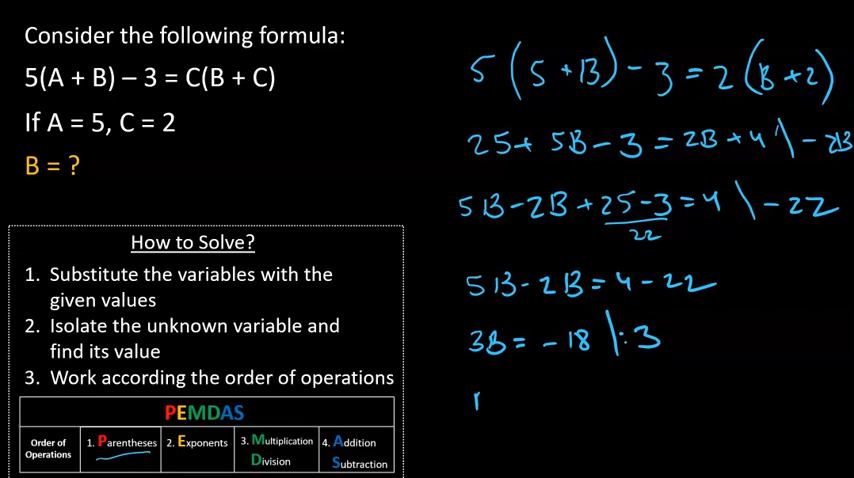 Consider the following formula:
5(A + B) – 3 = C(B + C)
If A = 5, C = 2
B = ?
How to Solve?
1. Substitute the variables with the
given values
2. Isolate the unknown variable and
find its value
3. Work according the order of operations
PEMDAS
Order of
Operations
1. Parentheses
2. Exponents
3. Multiplication
Division
4. Addition
Subtraction
5 (5 + B) - 3 = 2 (B + 2)
25 + 5B - 3 = 2B + 4 \ - 2B
5B - 2B + 25 - 3 = 4 \ - 22
22
5B - 2B = 4 - 22
3B = - 18 \ : 3